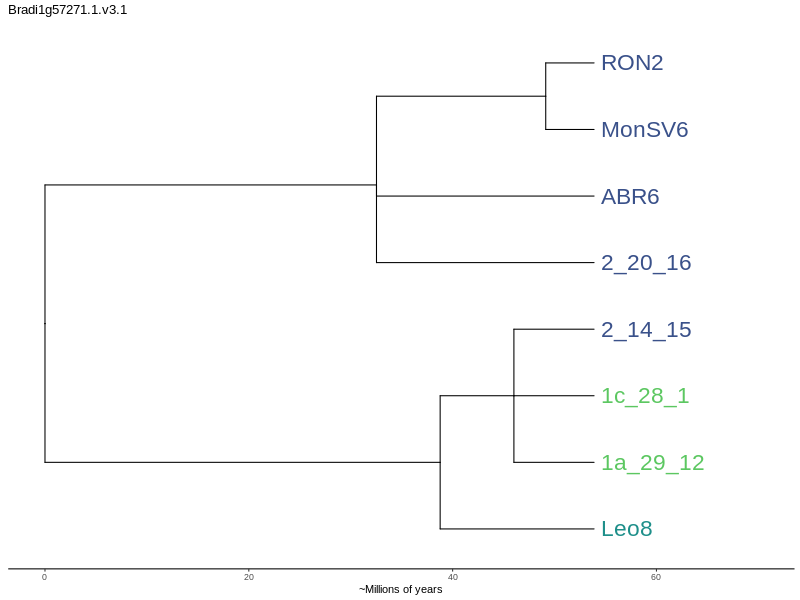 Bradi1g57271.1.v3.1
RON2
MonSV6
ABR6
2_20_16
2_14_15
1c_28_1
1a_29_12
Leo8
0 20 40 60
~Millions of years